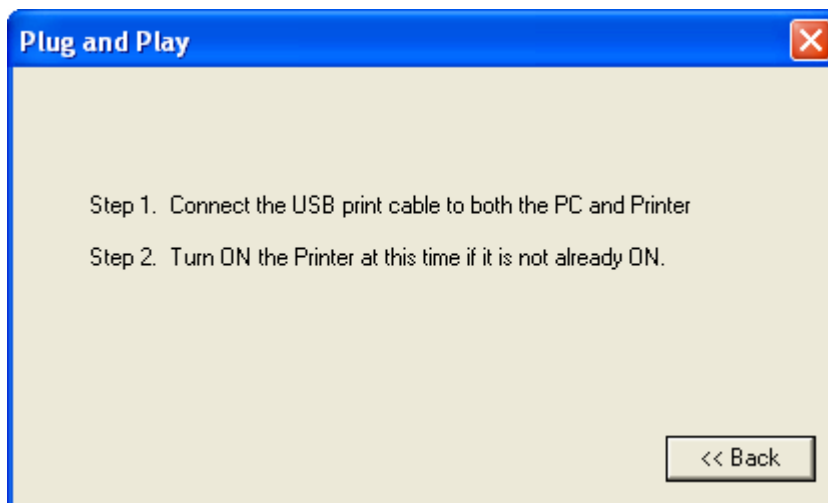 Plug and Play
Step 1. Connect the USB print cable to both the PC and Printer
Step 2. Turn ON the Printer at this time if it is not already ON.
<< Back